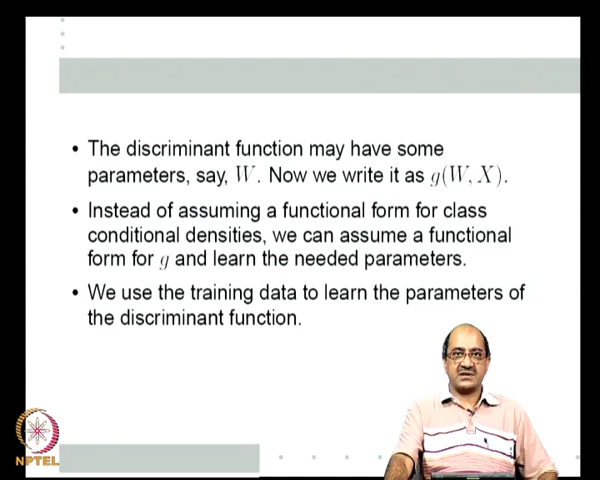 • The discriminant function may have some
parameters, say, W. Now we write it as g(W, X).
• Instead of assuming a functional form for class
conditional densities, we can assume a functional
form for g and learn the needed parameters.
• We use the training data to learn the parameters of
the discriminant function.
NPTEL